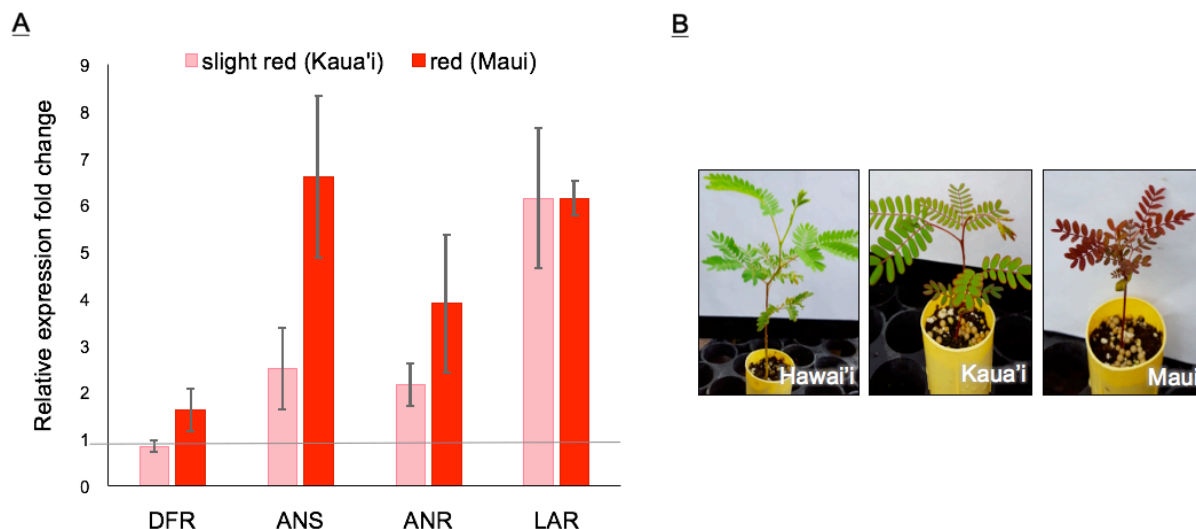 A
slight red (Kaua'i) red (Maui)
Relative expression fold change
9
8
7
6
5
4
3
2
1
0
DFR ANS ANR LAR
B
Hawai'i Kaua'i Maui